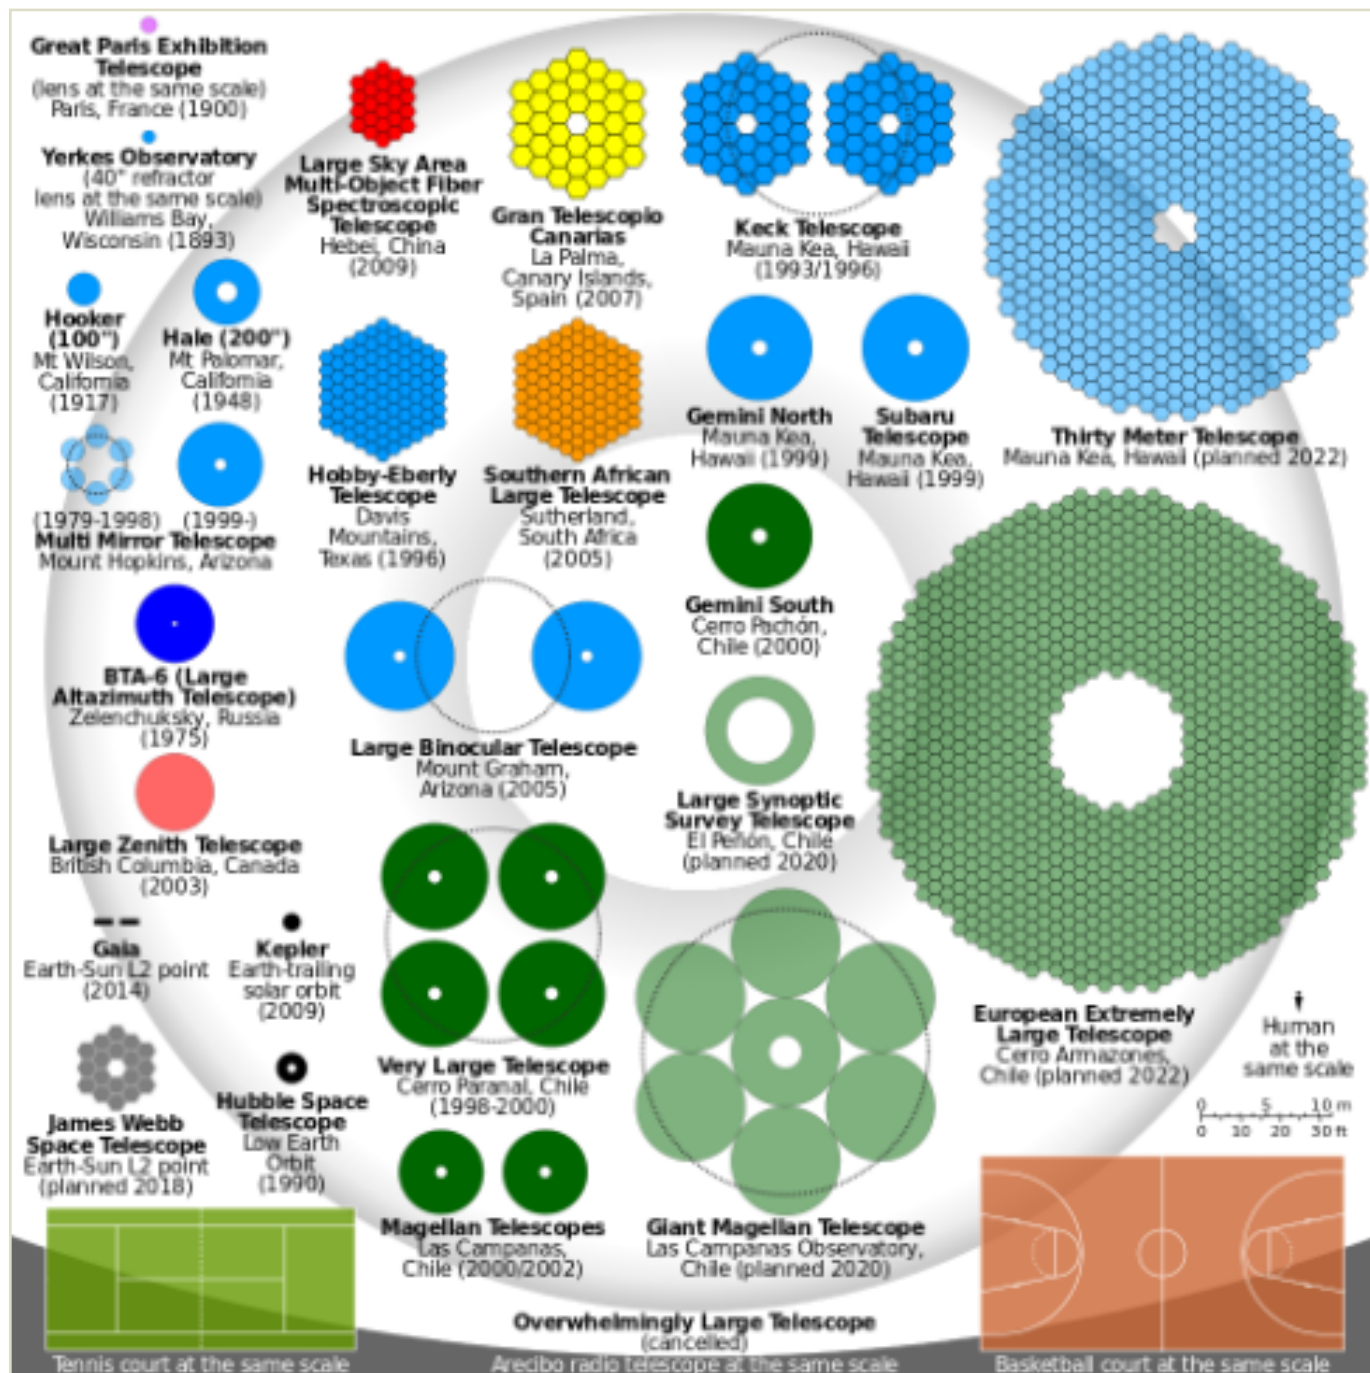 Great Paris Exhibition
Telescope
(lens at the same scale)
Paris, France (1900)
Yerkes Observatory
(40" refractor
lens at the same scale)
Williams Bay,
Wisconsin (1893)
Hooker
(100")
Mt Wilson,
California
(1917)
Hale (200")
Mt Palomar,
California
(1948)
(1979-1998) (1999-)
Multi Mirror Telescope
Mount Hopkins, Arizona
BTA-6 (Large
Altazimuth Telescope)
Zelenchuksky, Russia
(1975)
Large Zenith Telescope
British Columbia, Canada
(2003)
Gaia
Earth-Sun L2 point
(2014)
Kepler
Earth-trailing
solar orbit
(2009)
James Webb
Space Telescope
Earth-Sun L2 point
(planned 2018)
Hubble Space
Telescope
Low Earth
Orbit
(1990)
Large Sky Area
Multi-Object Fiber
Spectroscopic
Telescope
Hebei, China
(2009)
Gran Telescopio
Canarias
La Palma,
Canary Islands,
Spain (2007)
Keck Telescope
Mauna Kea, Hawaii
(1993/1996)
Hobby-Eberly
Telescope
Davis
Mountains,
Texas (1996)
Southern African
Large Telescope
Sutherland,
South Africa
(2005)
Gemini North
Mauna Kea,
Hawaii (1999)
Subaru
Telescope
Mauna Kea,
Hawaii (1999)
Thirty Meter Telescope
Mauna Kea, Hawaii (planned 2022)
Gemini South
Cerro Pachón,
Chile (2000)
Large Binocular Telescope
Mount Graham,
Arizona (2005)
Large Synoptic
Survey Telescope
El Peñón, Chile
(planned 2020)
Very Large Telescope
Cerro Paranal, Chile
(1998-2000)
Magellan Telescopes
Las Campanas,
Chile (2000/2002)
Giant Magellan Telescope
Las Campanas Observatory,
Chile (planned 2020)
European Extremely
Large Telescope
Cerro Armazones,
Chile (planned 2022)
Human
at the
same scale
0 5 10 m
0 10 20 30 ft
Overwhelmingly Large Telescope
(cancelled)
Tennis court at the same scale
Arecibo radio telescope at the same scale
Basketball court at the same scale